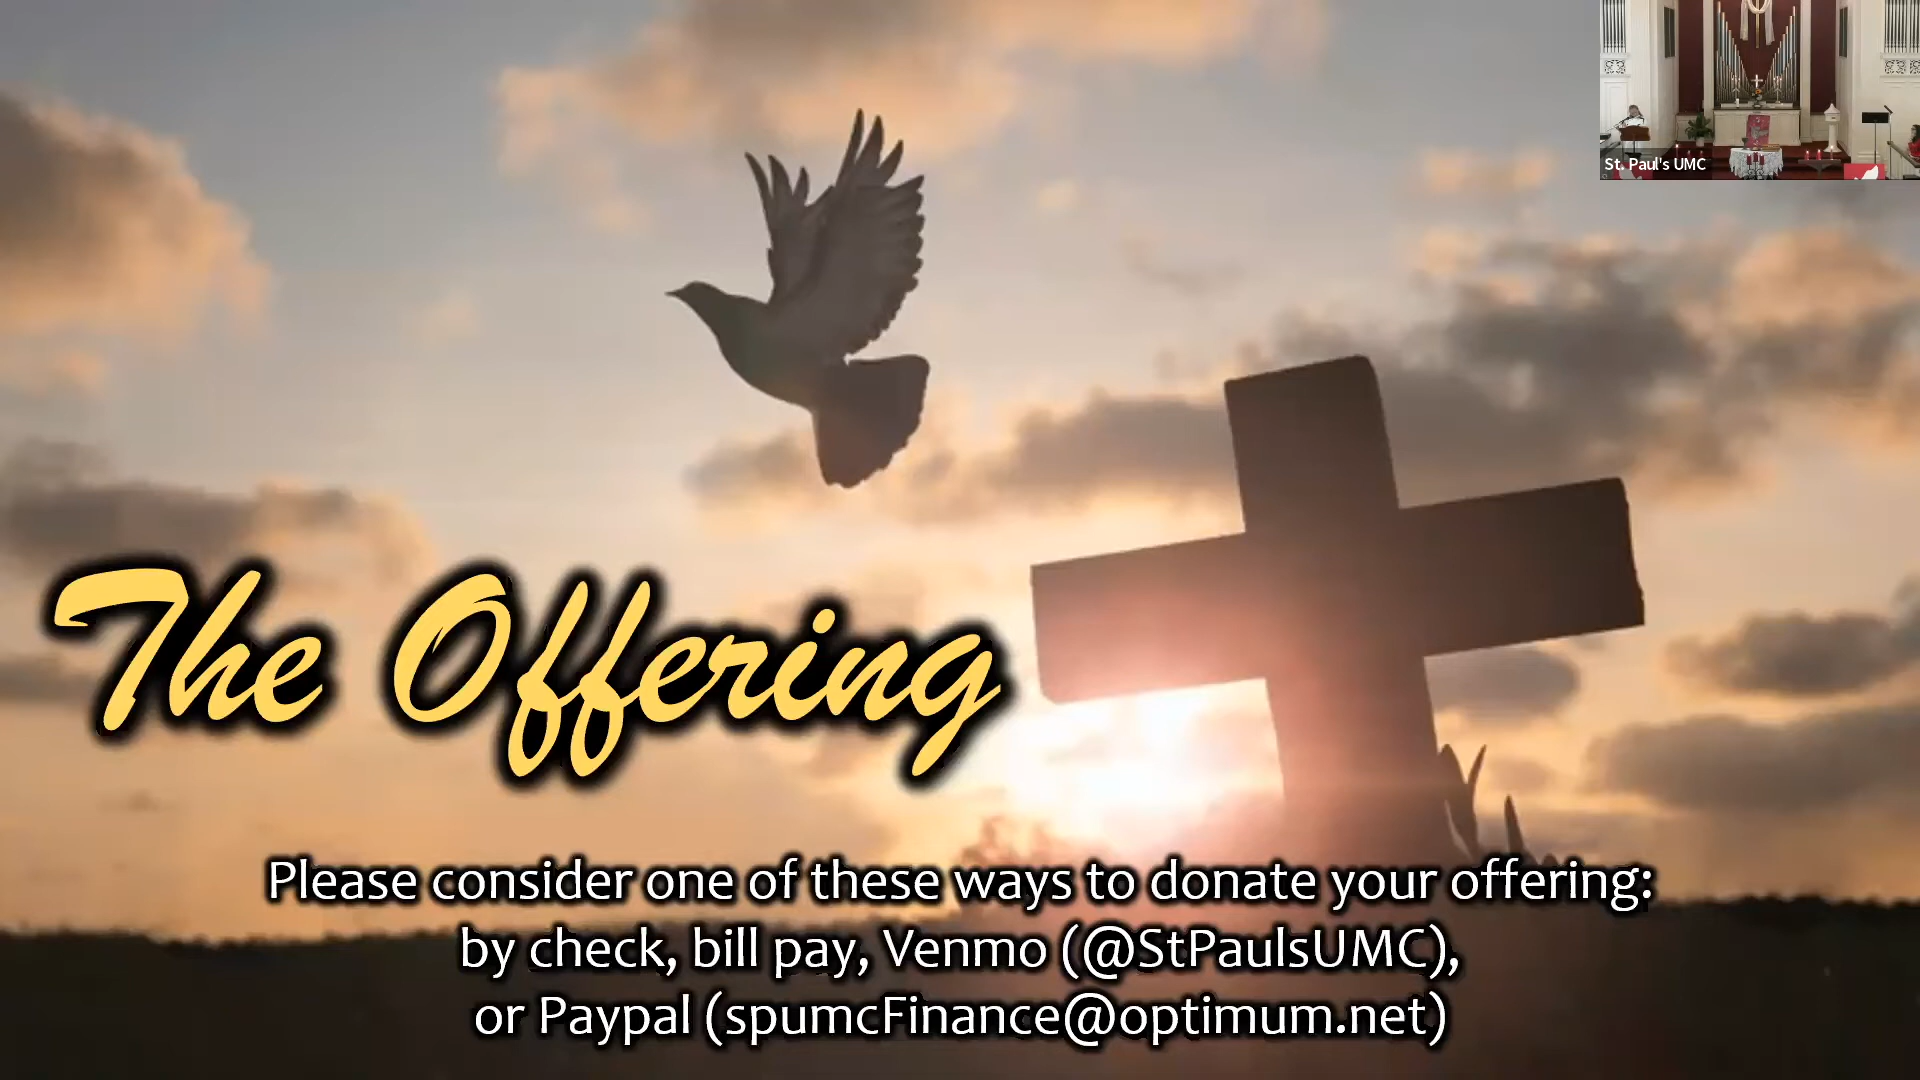 St. Paul's UMC
The Offering
Please consider one of these ways to donate your offering:
by check, bill pay, Venmo (@StPaulsUMC),
or Paypal (spumcFinance@optimum.net)